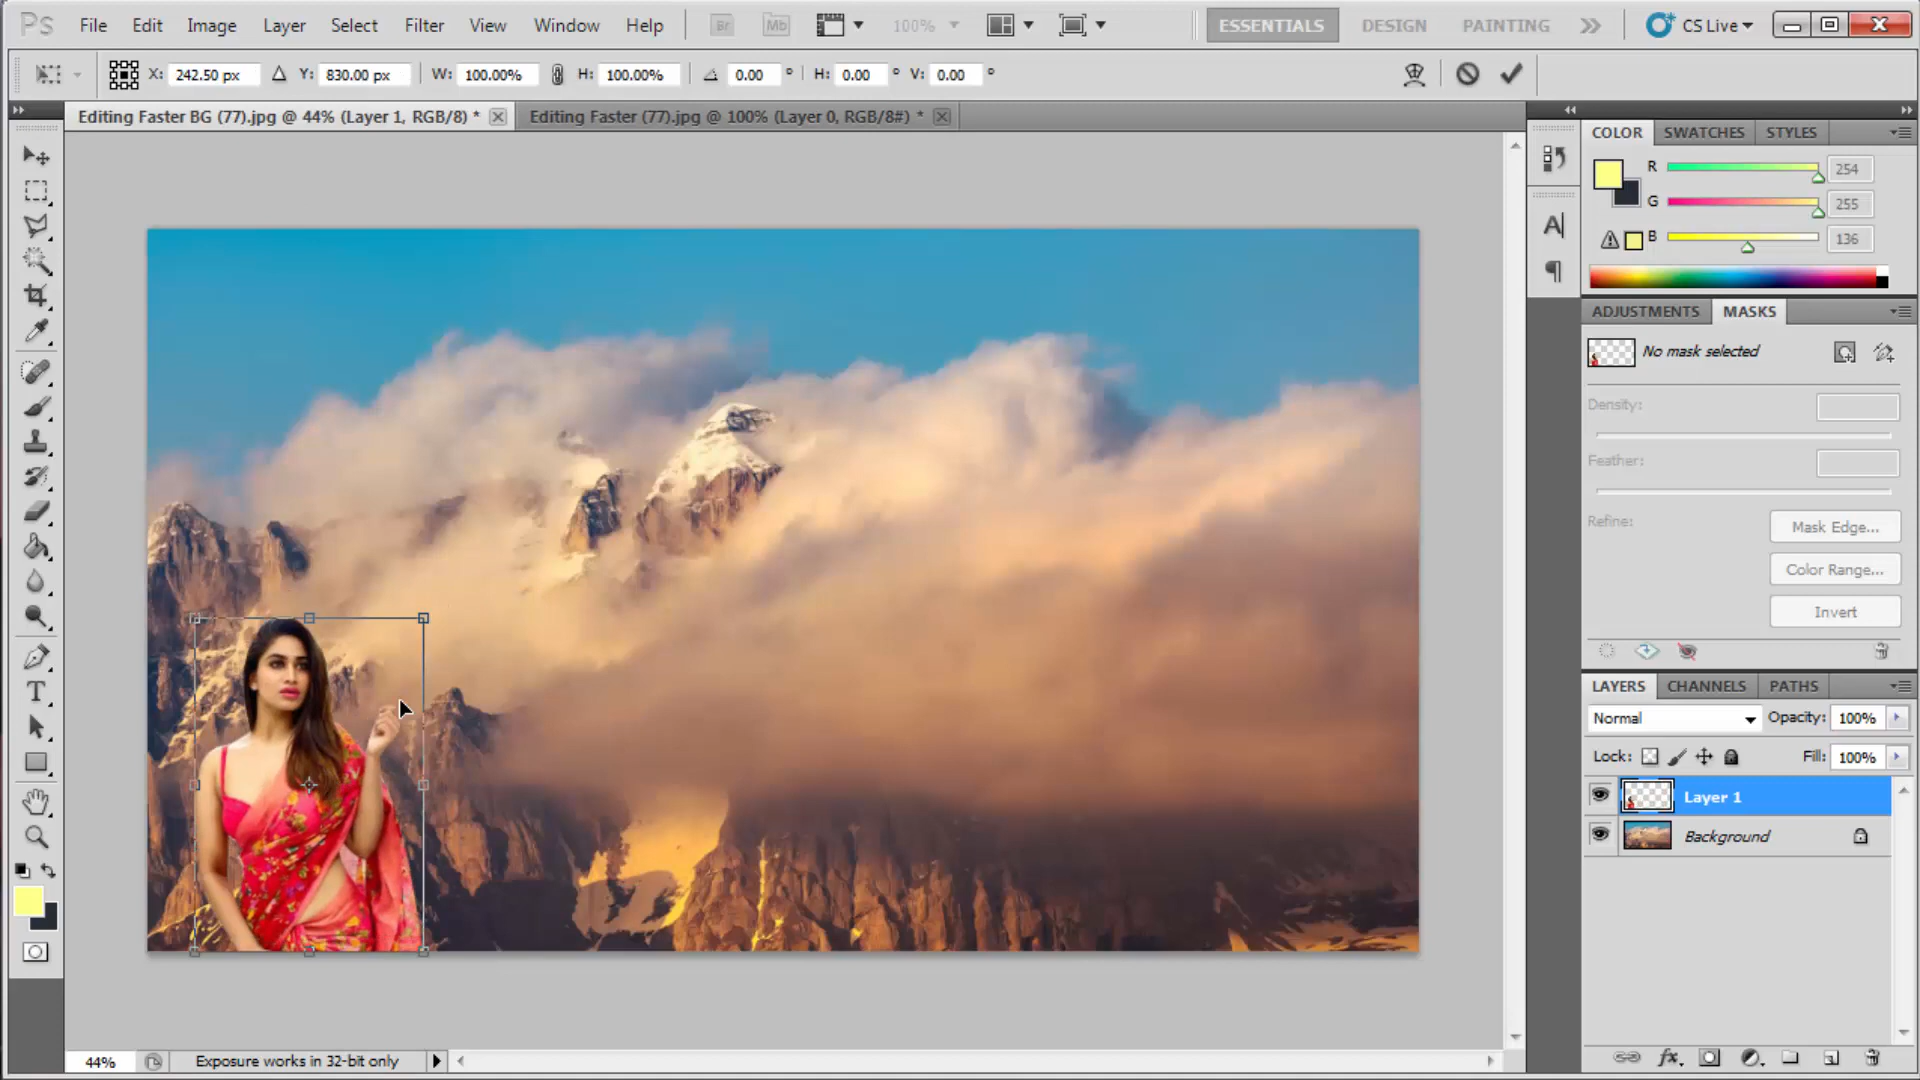 Ps File Edit Image Layer Select Filter View Window Help Br Mb 100% ESSENTIALS DESIGN PAINTING CS Live
X: 242.50 px Y: 830.00 px W: 100.00% H: 100.00% 0.00 ° H: 0.00 ° V: 0.00 °
Editing Faster BG (77).jpg @ 44% (Layer 1, RGB/8) * Editing Faster (77).jpg @ 100% (Layer 0, RGB/8#) *
COLOR SWATCHES STYLES
R 254
G 255
B 136
A
ADJUSTMENTS MASKS
No mask selected
Density:
Feather:
Refine: Mask Edge...
Color Range...
Invert
LAYERS CHANNELS PATHS
Normal Opacity: 100%
Lock: Fill: 100%
Layer 1
Background
T
44% Exposure works in 32-bit only
fx